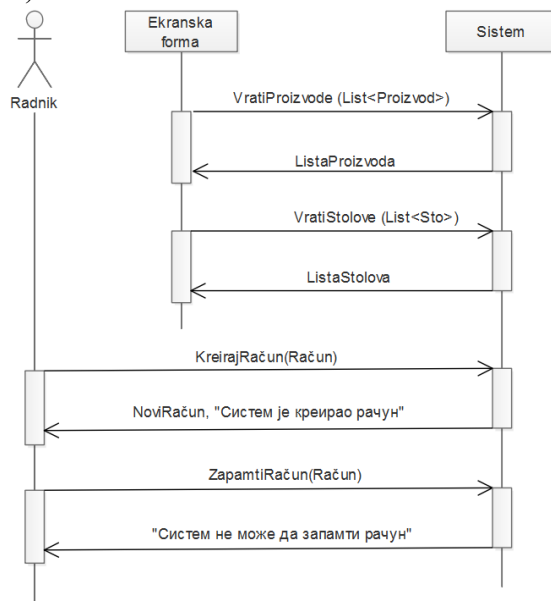 Ekranska
forma
Sistem
Radnik
VratiProizvode (List<Proizvod>)
ListaProizvoda
VratiStolove (List<Sto>)
ListaStolova
KreirajRačun(Račun)
NoviRačun, "Систем је креирао рачун"
ZapamtiRačun(Račun)
"Систем не може да запамти рачун"